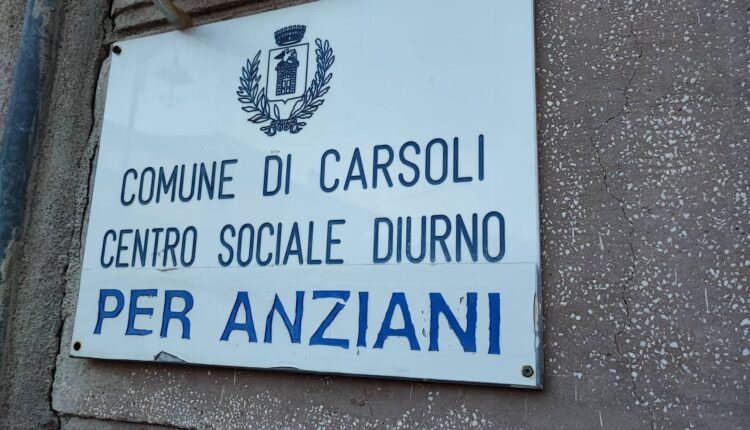 COMUNE DI CARSOLI
CENTRO SOCIALE DIURNO
PER ANZIANI